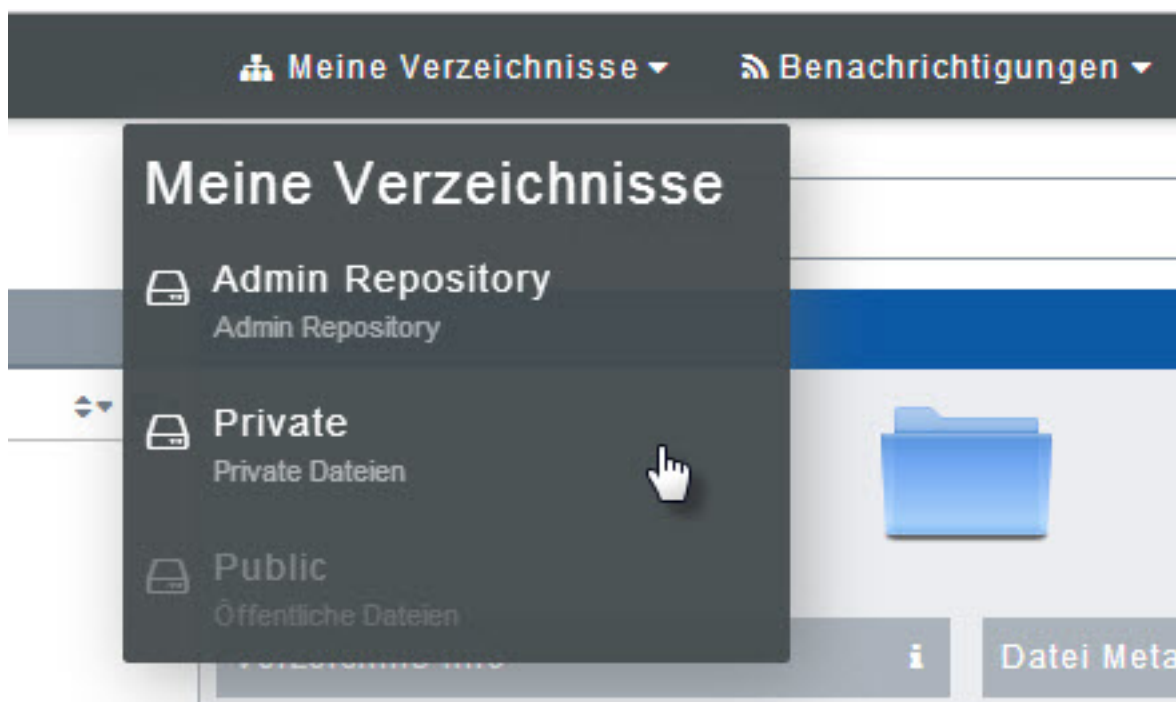 Meine Verzeichnisse Benachrichtigungen
Meine Verzeichnisse
Admin Repository
Admin Repository
Private
Private Dateien
Public
Öffentliche Dateien
Datei Meta